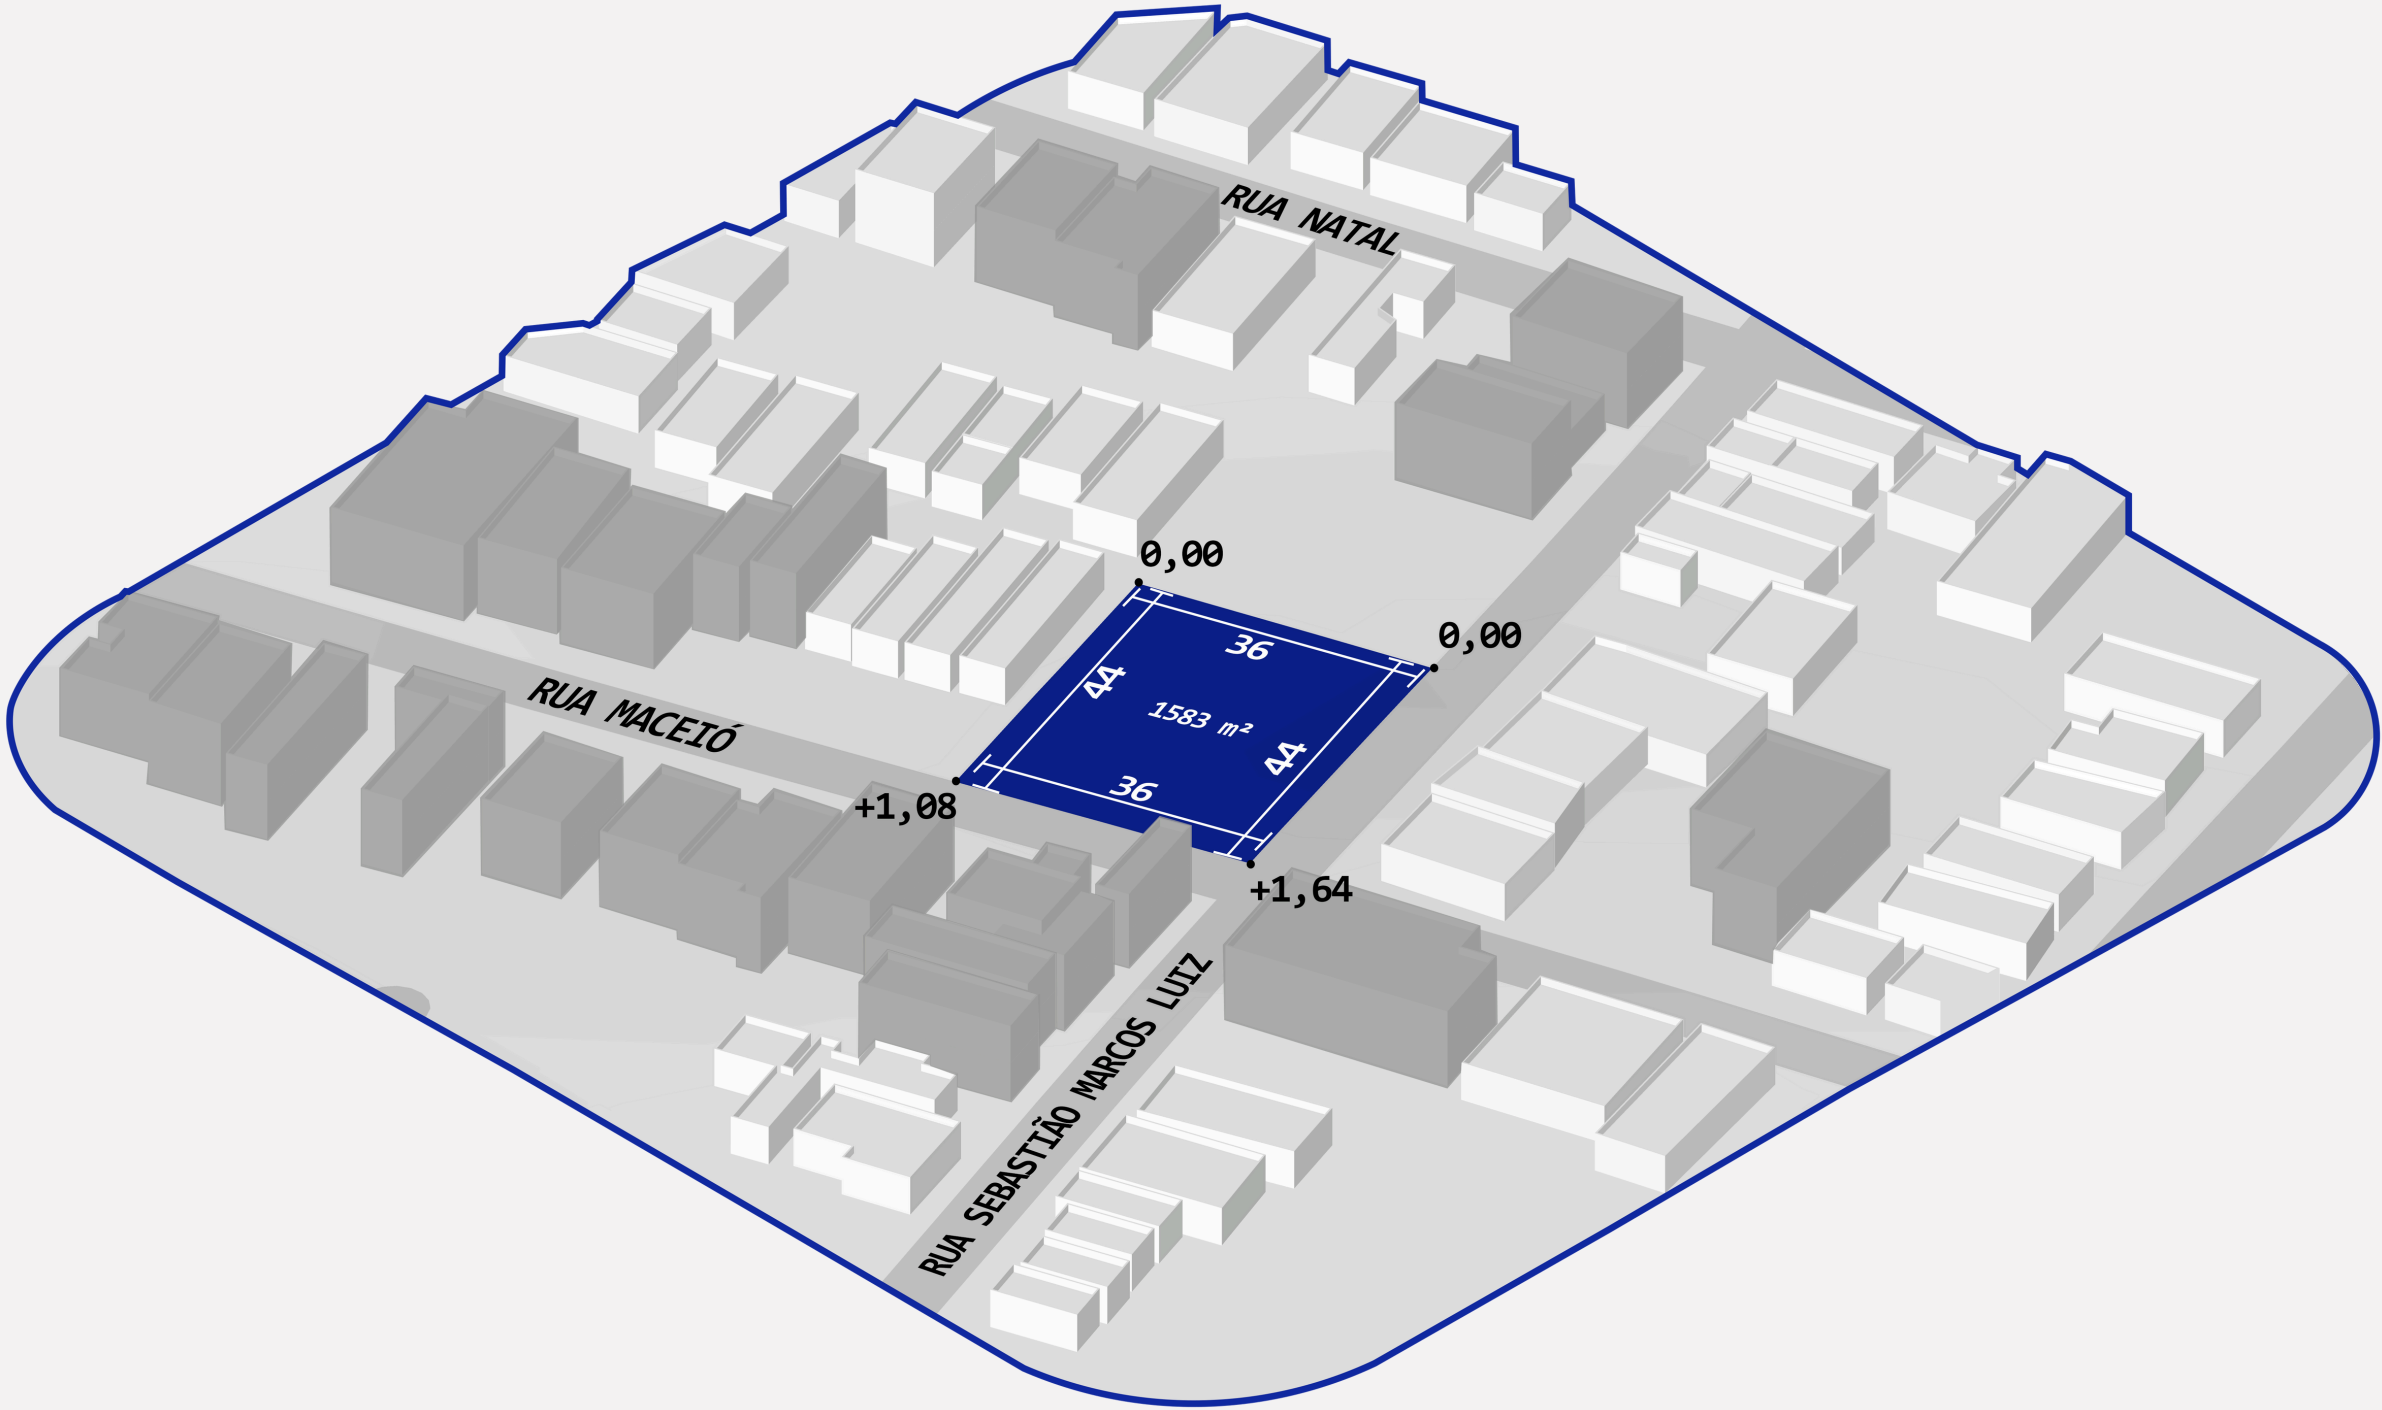 RUA NATAL
0,00
0,00
36
44
1583 m²
RUA MACEIÓ
44
36
+1,08
+1,64
RUA SEBASTIÃO MARCOS LUIZ